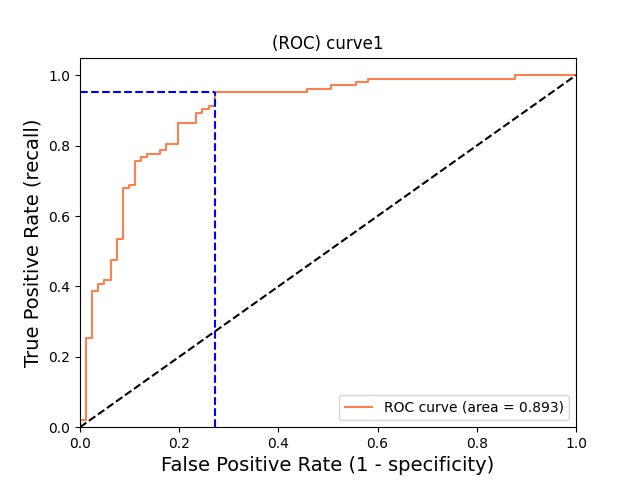 (ROC) curve1
True Positive Rate (recall)
1.0
0.8
0.6
0.4
0.2
0.0
0.0 0.2 0.4 0.6 0.8 1.0
False Positive Rate (1 - specificity)
ROC curve (area = 0.893)